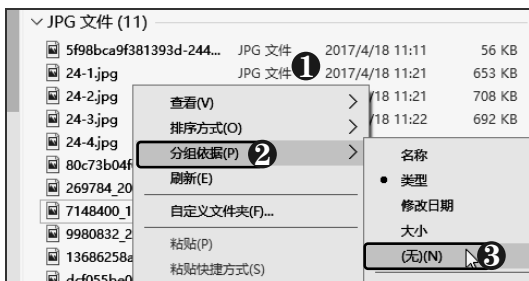 JPG 文件 (11)
5f98bca9f381393d-244... JPG 文件 2017/4/18 11:11 56 KB
24-1.jpg JPG 文件 ❶ 2017/4/18 11:21 653 KB
24-2.jpg /18 11:21 708 KB
24-3.jpg /18 11:22 692 KB
24-4.jpg
80c73b04f
269784_20
7148400_1
9980832_2
13686258a
dcf055be0
查看(V)
排序方式(O)
分组依据(P) ❷
刷新(E)
自定义文件夹(F)...
粘贴(P)
粘贴快捷方式(S)
名称
类型
修改日期
大小
(无)(N) ❸